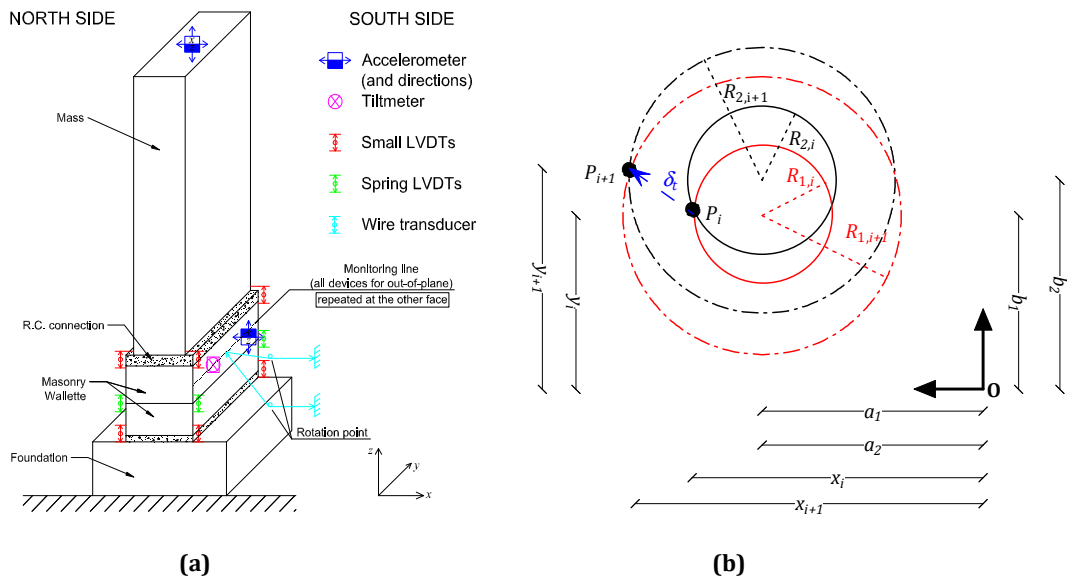 NORTH SIDE
SOUTH SIDE
Accelerometer
(and directions)
Tiltmeter
Small LVDTs
Spring LVDTs
Wire transducer
Mass
Monitoring line
(all devices for out-of-plane)
repeated at the other face
R.C. connection
Masonry
Wallette
Rotation point
Foundation
z
y
x
(a)
R2,i+1
R2,i
R1,i
R1,i+1
Pi+1
δt
Pi
yi+1
yi
b1
b2
O
a1
a2
xi
xi+1
(b)